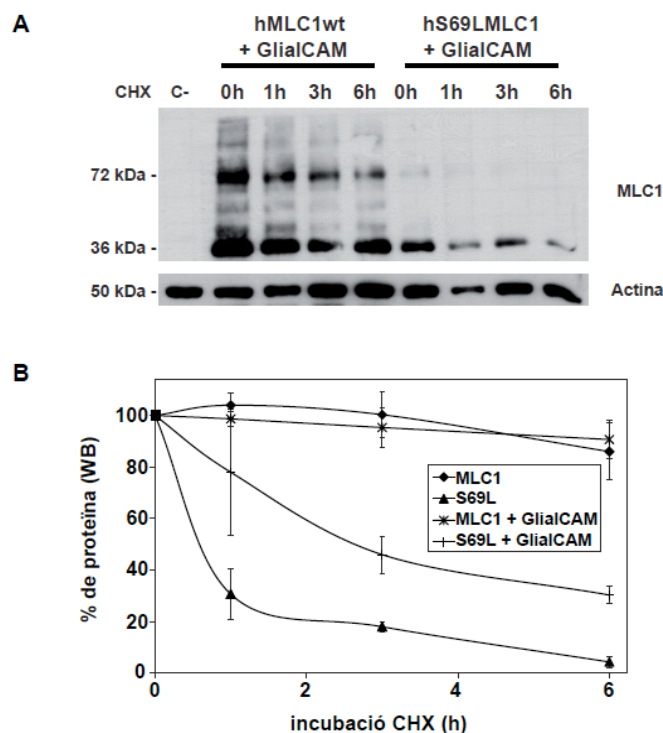 A
hMLC1wt
+ GlialCAM
hS69LMLC1
+ GlialCAM
CHX C- 0h 1h 3h 6h 0h 1h 3h 6h
72 kDa -
MLC1
36 kDa -
50 kDa -
Actina
B
% de proteïna (WB)
100
80
60
40
20
0
MLC1
S69L
MLC1 + GlialCAM
S69L + GlialCAM
0 2 4 6
incubació CHX (h)